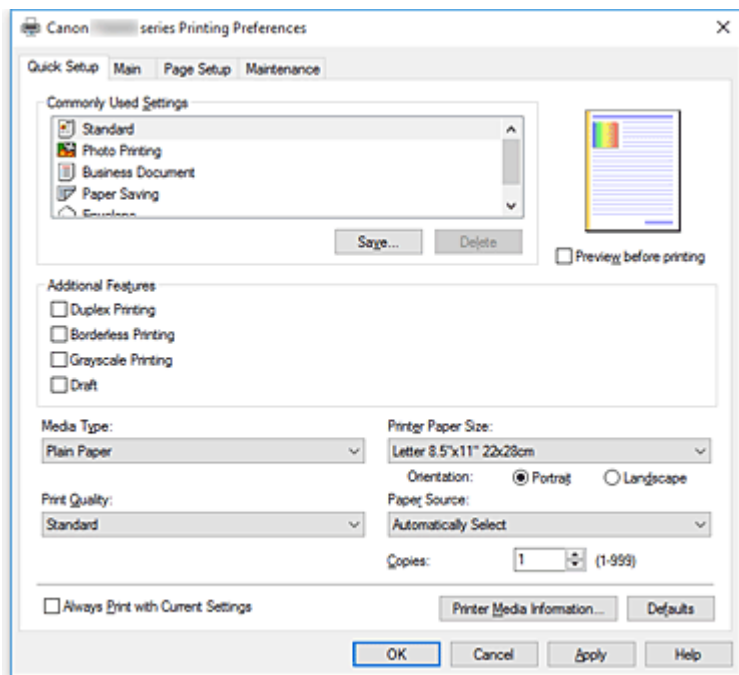 Canon series Printing Preferences
Quick Setup Main Page Setup Maintenance
Commonly Used Settings
Standard
Photo Printing
Business Document
Paper Saving
Envelope
Save... Delete
Preview before printing
Additional Features
Duplex Printing
Borderless Printing
Grayscale Printing
Draft
Media Type: Printer Paper Size:
Plain Paper Letter 8.5"x11" 22x28cm
Orientation: Portrait Landscape
Print Quality: Paper Source:
Standard Automatically Select
Copies: 1 (1-999)
Always Print with Current Settings Printer Media Information... Defaults
OK Cancel Apply Help